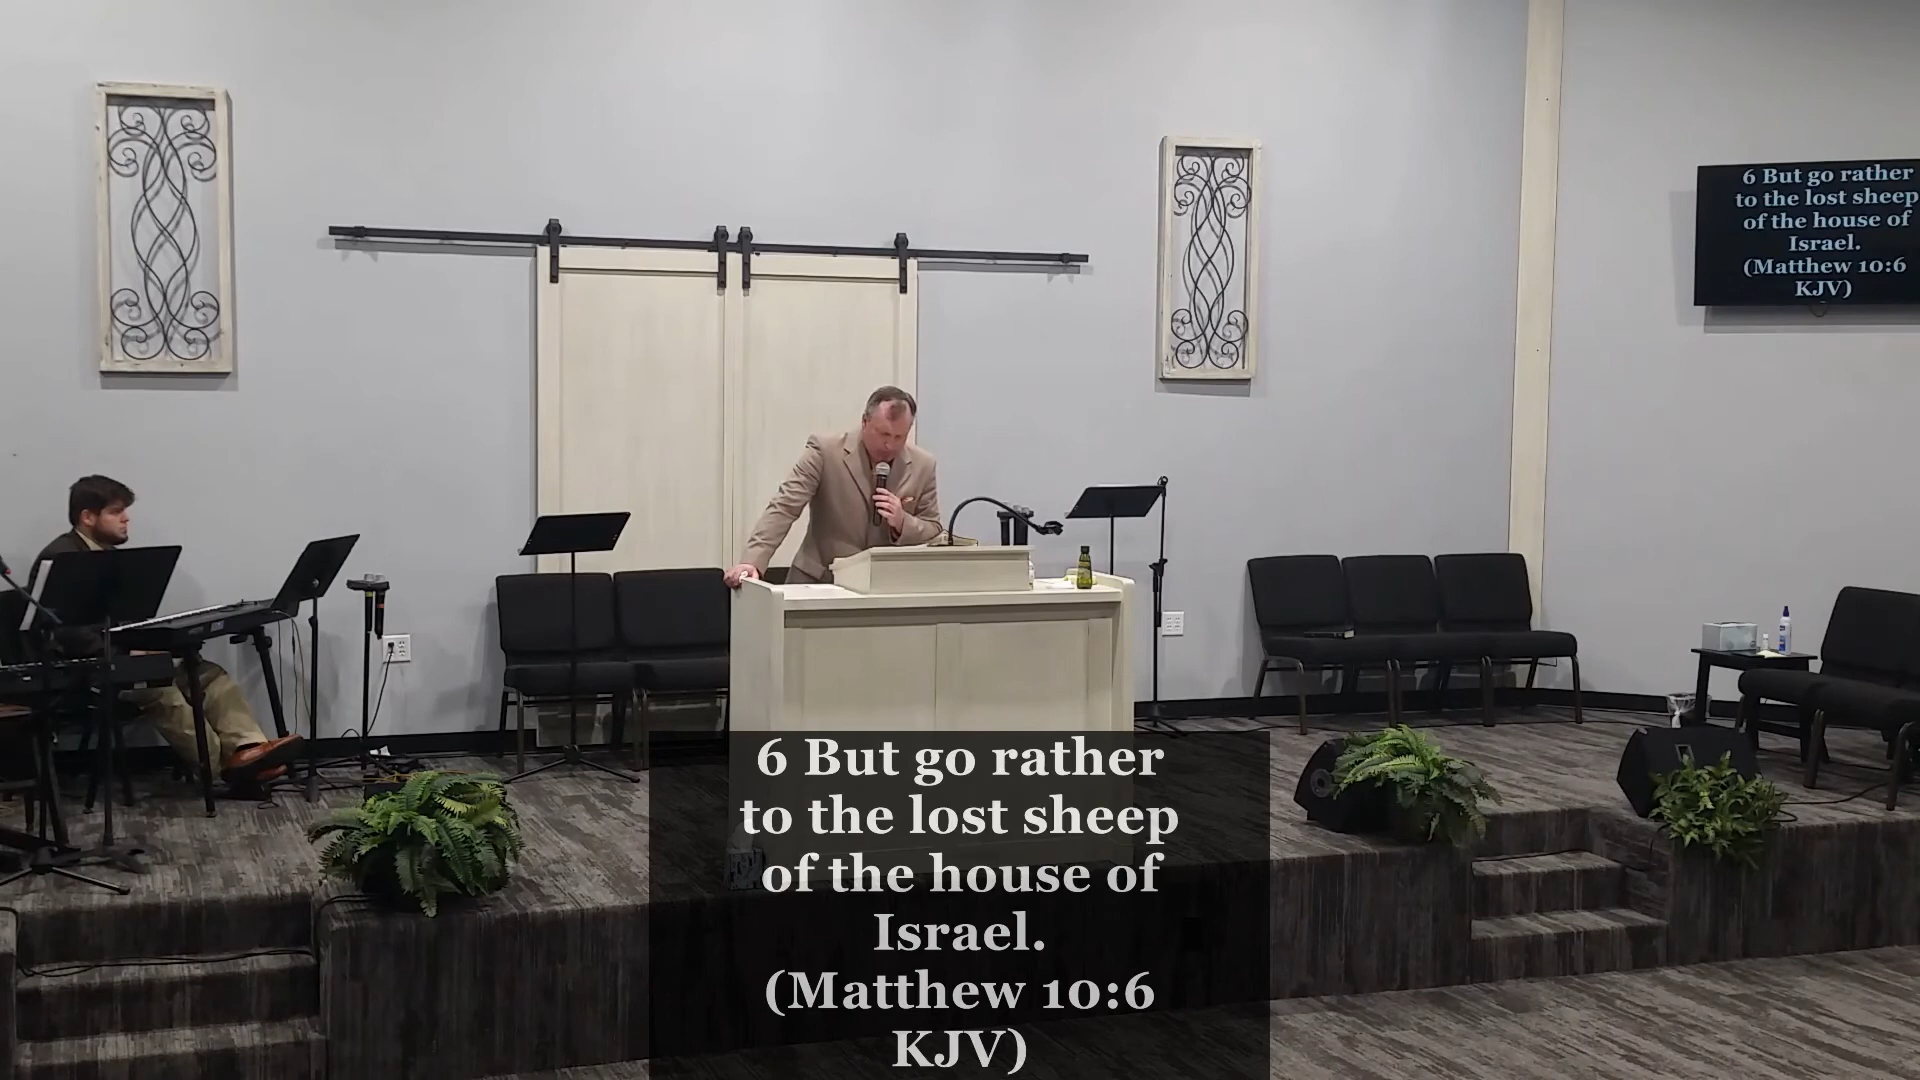 6 But go rather
to the lost sheep
of the house of
Israel.
(Matthew 10:6
KJV)
6 But go rather
to the lost sheep
of the house of
Israel.
(Matthew 10:6
KJV)